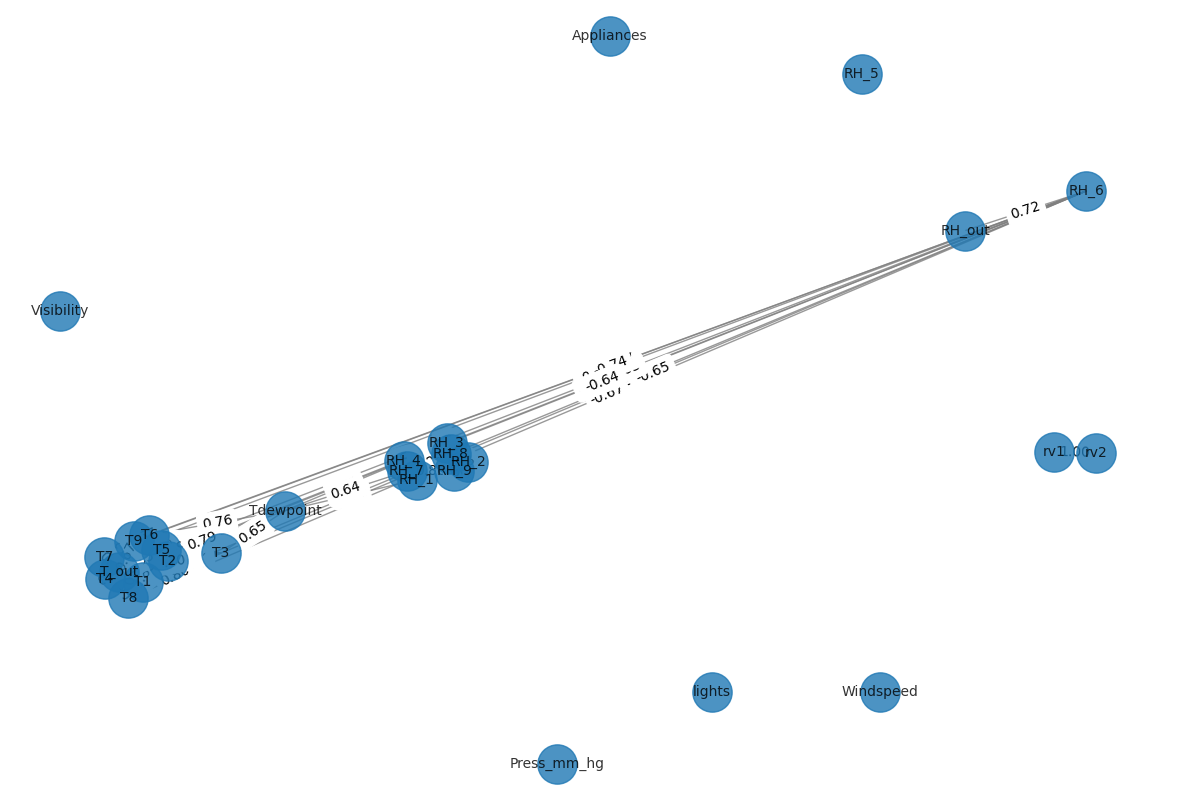 Appliances
RH_5
RH_6
0.72
RH_out
Visibility
-0.74
-0.65
-0.64
-0.67
RH_3
RH_8
RH_4
RH_2
RH_7
RH_9
RH_1
rv1
1.00
rv2
0.64
Tdewpoint
0.76
0.65
T6
T9
0.79
T5
T3
T7
T2
T_out
T4
T1
T8
lights
Windspeed
Press_mm_hg